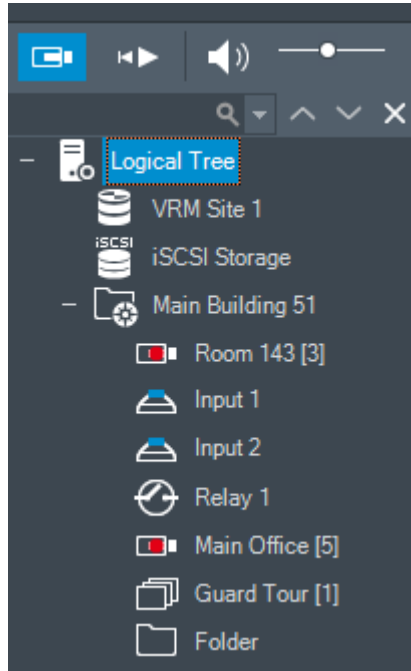 Logical Tree
VRM Site 1
iSCSI
iSCSI Storage
Main Building 51
Room 143 [3]
Input 1
Input 2
Relay 1
Main Office [5]
Guard Tour [1]
Folder